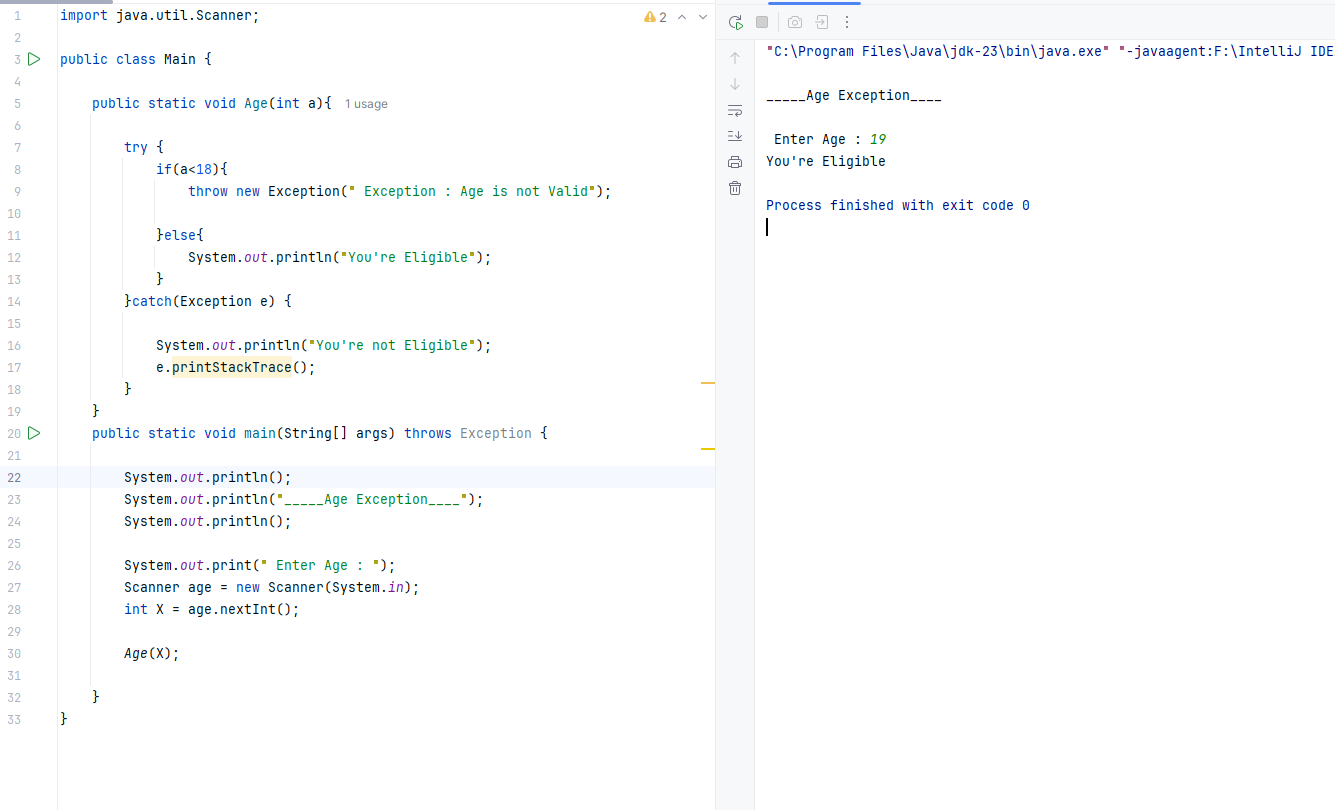 1 import java.util.Scanner;
2
3 public class Main {
4
5 public static void Age(int a){ 1 usage
6
7 try {
8 if(a<18){
9 throw new Exception(" Exception : Age is not Valid");
10
11 }else{
12 System.out.println("You're Eligible");
13 }
14 }catch(Exception e) {
15
16 System.out.println("You're not Eligible");
17 e.printStackTrace();
18 }
19 }
20 public static void main(String[] args) throws Exception {
21
22 System.out.println();
23 System.out.println("_____Age Exception____");
24 System.out.println();
25
26 System.out.print(" Enter Age : ");
27 Scanner age = new Scanner(System.in);
28 int X = age.nextInt();
29
30 Age(X);
31
32 }
33 }
2
"C:\Program Files\Java\jdk-23\bin\java.exe" "-javaagent:F:\IntelliJ IDE
_____Age Exception____
Enter Age : 19
You're Eligible
Process finished with exit code 0